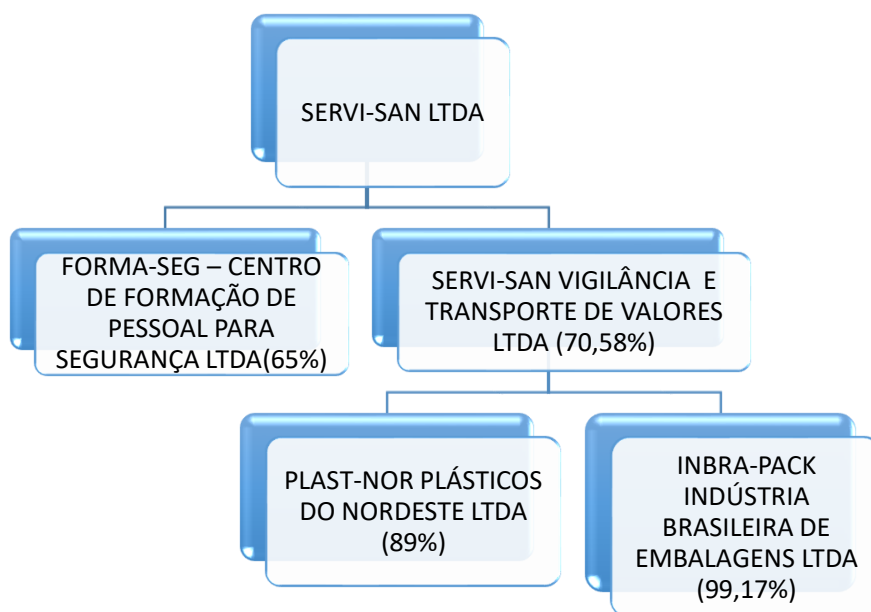 SERVI-SAN LTDA
FORMA-SEG – CENTRO
DE FORMAÇÃO DE
PESSOAL PARA
SEGURANÇA LTDA(65%)
SERVI-SAN VIGILÂNCIA E
TRANSPORTE DE VALORES
LTDA (70,58%)
PLAST-NOR PLÁSTICOS
DO NORDESTE LTDA
(89%)
INBRA-PACK
INDÚSTRIA
BRASILEIRA DE
EMBALAGENS LTDA
(99,17%)